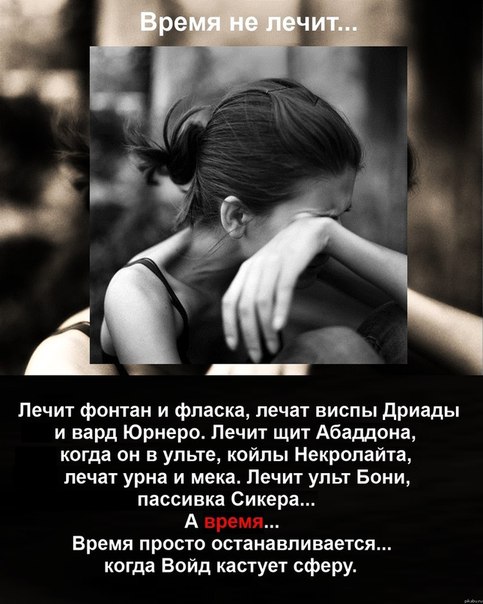 Время не лечит...
Лечит фонтан и фласка, лечат виспы Дриады
и вард Юрнеро. Лечит щит Абаддона,
когда он в ульте, койлы Некролайта,
лечат урна и мека. Лечит ульт Бони,
пассивка Сикера...
А время...
Время просто останавливается...
когда Войд кастует сферу.